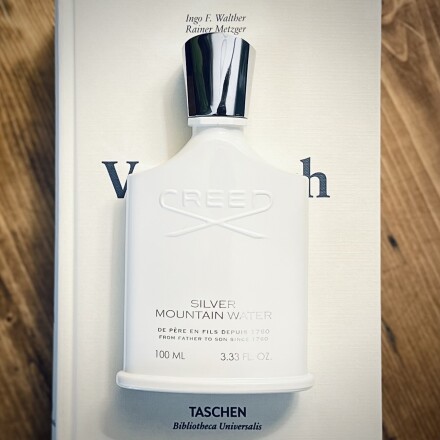 Ingo F. Walther
Rainer Metzger
V h
CREED
SILVER
MOUNTAIN WATER
DE PÈRE EN FILS DEPUIS 1760
FROM FATHER TO SON SINCE 1760
100 ML 3.33 FL. OZ.
TASCHEN
Bibliotheca Universalis